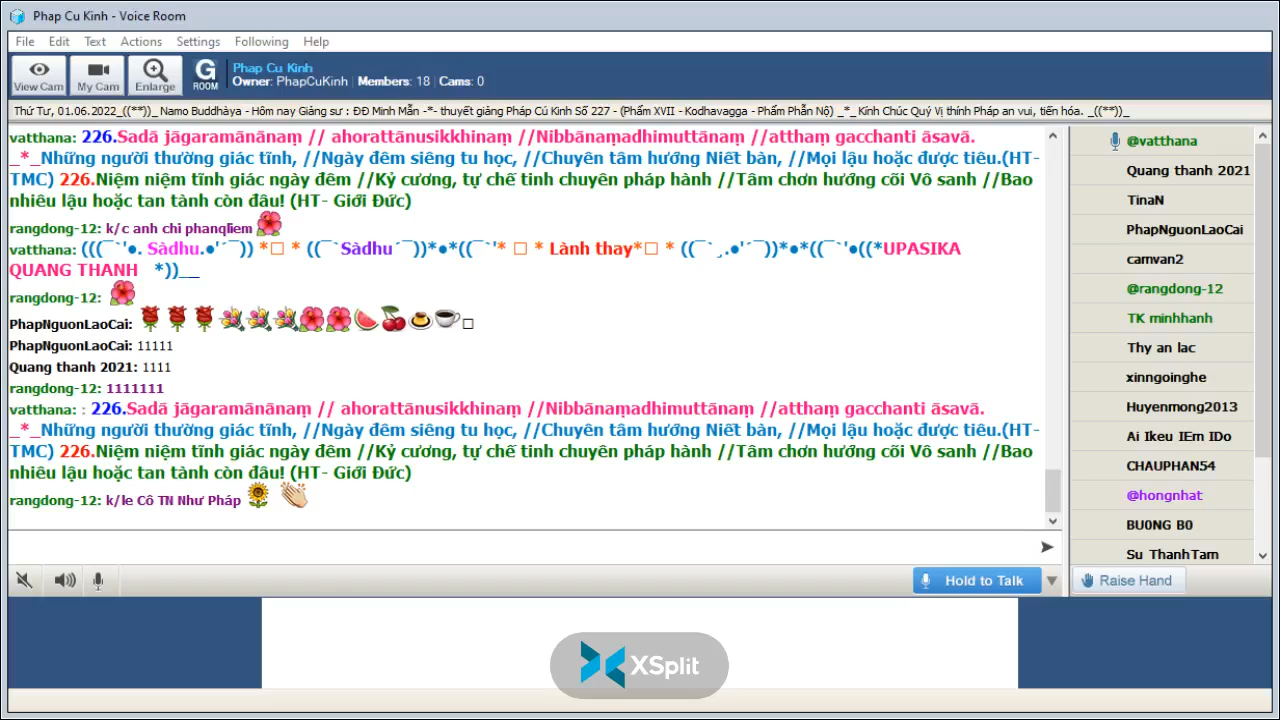 Phap Cu Kinh - Voice Room
File Edit Text Actions Settings Following Help
View Cam My Cam Enlarge G ROOM
Phap Cu Kinh
Owner: PhapCuKinh | Members: 18 | Cams: 0
Thứ Tư, 01.06.2022_((**))_ Namo Buddhàya - Hôm nay Giảng sư : ĐĐ Minh Mẫn -*- thuyết giảng Pháp Cú Kinh Số 227 - (Phẩm XVII - Kodhavagga - Phẩm Phẫn Nộ) _*_ Kính Chúc Quý Vị thính Pháp an vui, tiến hóa. _((**))_
vatthana: 226.Sadā jāgaramānānaṃ // ahorattānusikkhinaṃ //Nibbānaṃadhimuttānaṃ //atthaṃ gacchanti āsavā.
_*_Những người thường giác tỉnh, //Ngày đêm siêng tu học, //Chuyên tâm hướng Niết bàn, //Mọi lậu hoặc được tiêu.(HT-
TMC) 226.Niệm niệm tĩnh giác ngày đêm //Kỷ cương, tự chế tinh chuyên pháp hành //Tâm chơn hướng cõi Vô sanh //Bao
nhiêu lậu hoặc tan tành còn đâu! (HT- Giới Đức)
rangdong-12: k/c anh chi phanqliem
vatthana: (((¯`'●. Sàdhu.●'´¯)) *□ * ((¯`Sàdhu´¯))*●*((¯`'* □ * Lành thay*□ * ((¯`¸.●'´¯))*●*((¯`'●((*UPASIKA
QUANG THANH *))__
rangdong-12:
PhapNguonLaoCai: □
PhapNguonLaoCai: 11111
Quang thanh 2021: 1111
rangdong-12: 1111111
vatthana: : 226.Sadā jāgaramānānaṃ // ahorattānusikkhinaṃ //Nibbānaṃadhimuttānaṃ //atthaṃ gacchanti āsavā.
_*_Những người thường giác tỉnh, //Ngày đêm siêng tu học, //Chuyên tâm hướng Niết bàn, //Mọi lậu hoặc được tiêu.(HT-
TMC) 226.Niệm niệm tĩnh giác ngày đêm //Kỷ cương, tự chế tinh chuyên pháp hành //Tâm chơn hướng cõi Vô sanh //Bao
nhiêu lậu hoặc tan tành còn đâu! (HT- Giới Đức)
rangdong-12: k/le Cô TN Như Pháp
@vatthana
Quang thanh 2021
TinaN
PhapNguonLaoCai
camvan2
@rangdong-12
TK minhhanh
Thy an lac
xinngoinghe
Huyenmong2013
Ai Ikeu IEm IDo
CHAUPHAN54
@hongnhat
BU0NG B0
Su ThanhTam
Hold to Talk
Raise Hand
XSplit